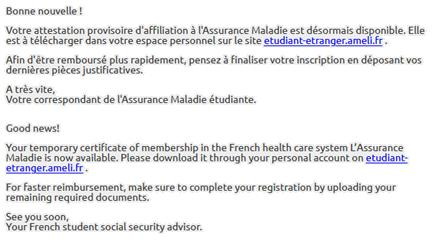 Bonne nouvelle !
Votre attestation provisoire d'affiliation à l'Assurance Maladie est désormais disponible. Elle
est à télécharger dans votre espace personnel sur le site etudiant-etranger.ameli.fr .
Afin d'être remboursé plus rapidement, pensez à finaliser votre inscription en déposant vos
dernières pièces justificatives.
A très vite,
Votre correspondant de l'Assurance Maladie étudiante.
Good news!
Your temporary certificate of membership in the French health care system L’Assurance
Maladie is now available. Please download it through your personal account on etudiant-
etranger.ameli.fr .
For faster reimbursement, make sure to complete your registration by uploading your
remaining required documents.
See you soon,
Your French student social security advisor.